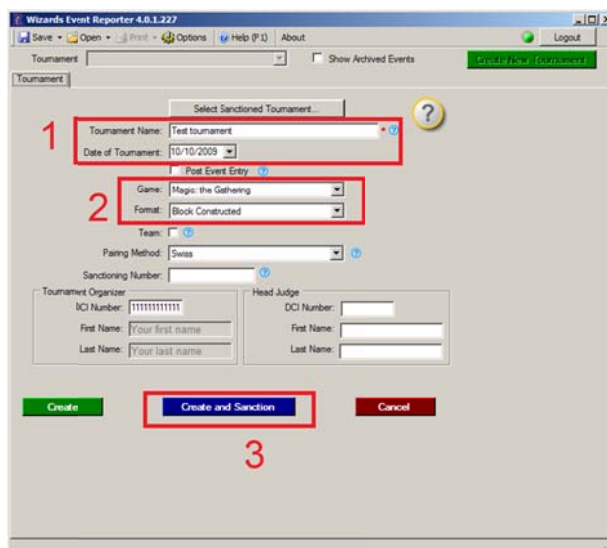 Wizards Event Reporter 4.0.1.227
Save Open Print Options Help (F1) About Logout
Tournament Show Archived Events Create New Tournament
Tournament
Select Sanctioned Tournament...
?
1
Tournament Name: Test tournament * ?
Date of Tournament: 10/10/2009
Post Event Entry ?
2
Game: Magic: the Gathering
Format: Block Constructed
Team: ?
Pairing Method: Swiss ?
Sanctioning Number: ?
Tournament Organizer Head Judge
DCI Number: 111111111111 DCI Number:
First Name: Your first name First Name:
Last Name: Your last name Last Name:
Create Create and Sanction Cancel
3